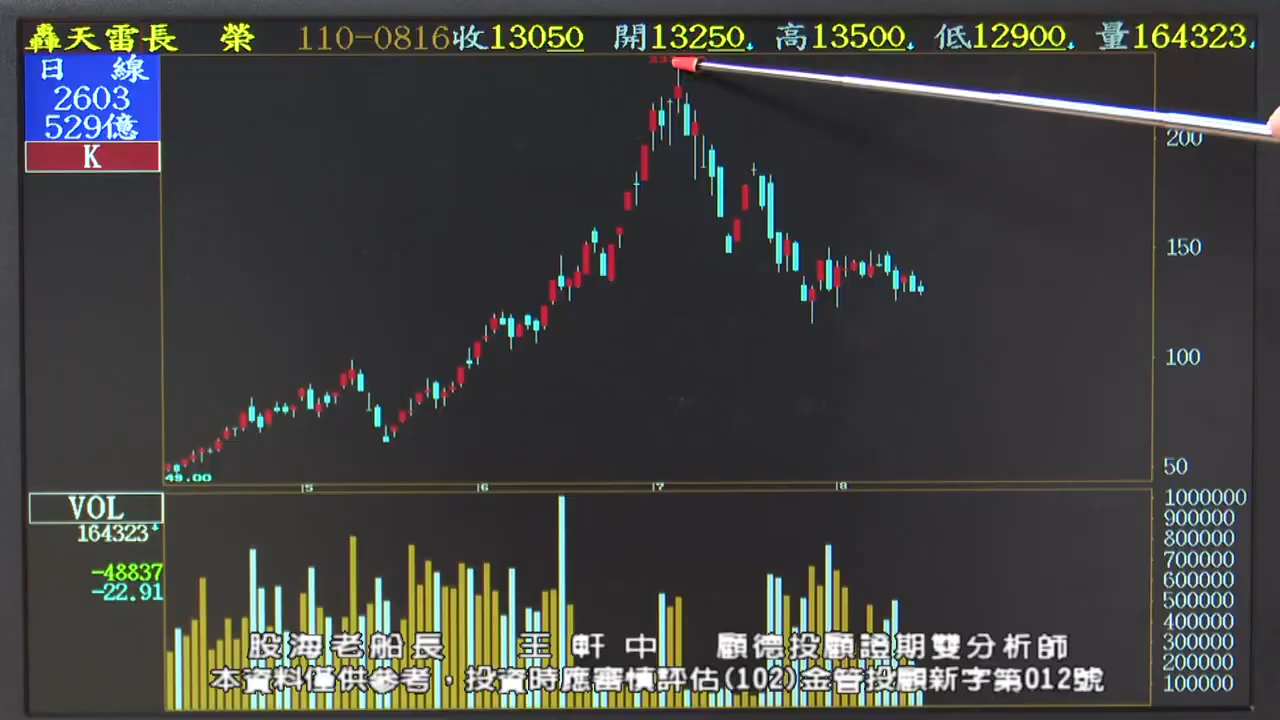 轟天雷長 榮 110-0816收13050 開13250 高13500 低12900 量164323
日 線
2603
529億
K
200
150
100
50
49.00
5 6 7 8
VOL
164323
-48837
-22.91
1000000
900000
800000
700000
600000
500000
400000
300000
200000
100000
股海老船長 王軒中 顧德投顧證期雙分析師
本資料僅供參考，投資時應審慎評估(102)金管投顧新字第012號